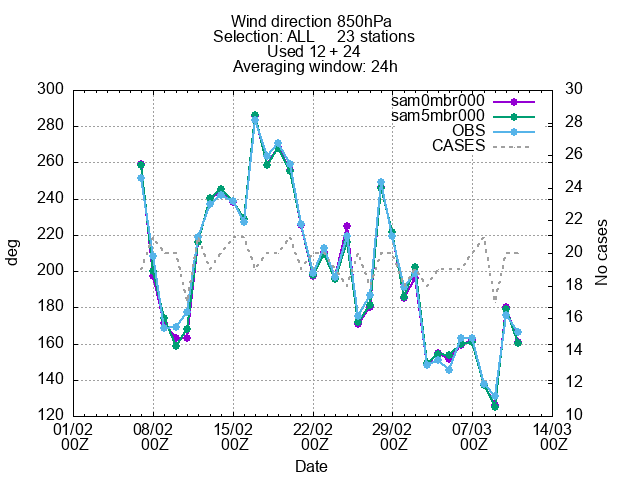 Wind direction 850hPa
Selection: ALL 23 stations
Used 12 + 24
Averaging window: 24h
300 30
280 28
260 26
240 24
220 22
200 20
180 18
160 16
140 14
120 12
10
sam0mbr000
sam5mbr000
OBS
CASES
deg
No cases
01/02 08/02 15/02 22/02 29/02 07/03 14/03
00Z 00Z 00Z 00Z 00Z 00Z 00Z
Date